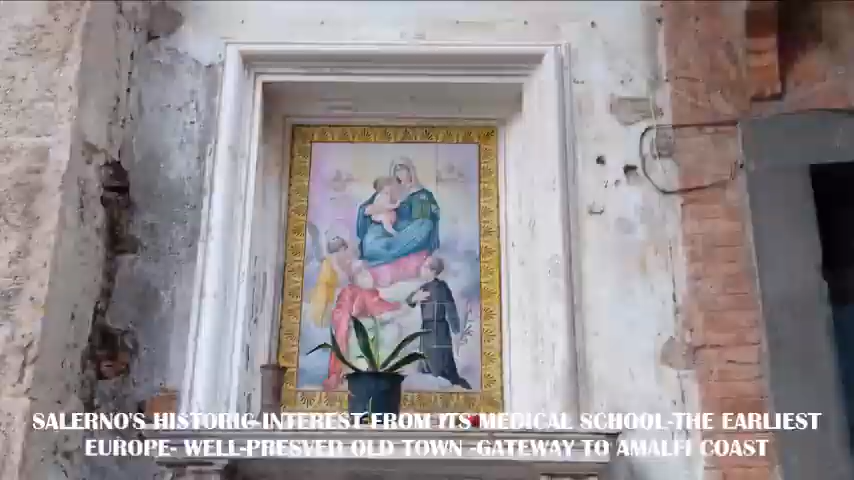 SALERNO'S HISTORIC-INTEREST FROM ITS MEDICAL SCHOOL-THE EARLIEST
EUROPE- WELL-PRESVED OLD TOWN -GATEWAY TO AMALFI COAST